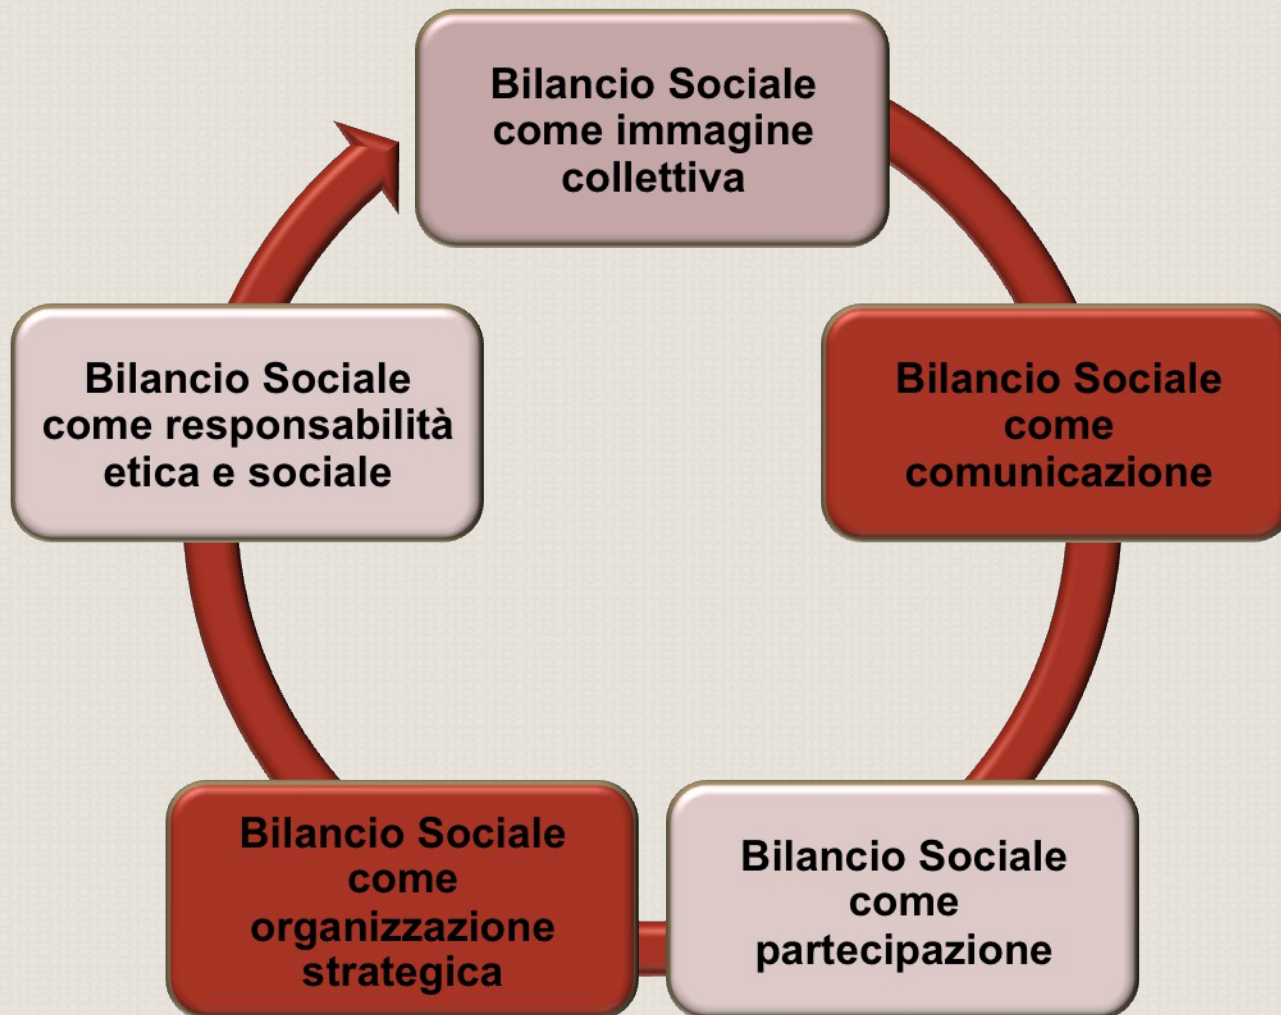 Bilancio Sociale
come immagine
collettiva
Bilancio Sociale
come
comunicazione
Bilancio Sociale
come
partecipazione
Bilancio Sociale
come
organizzazione
strategica
Bilancio Sociale
come responsabilità
etica e sociale